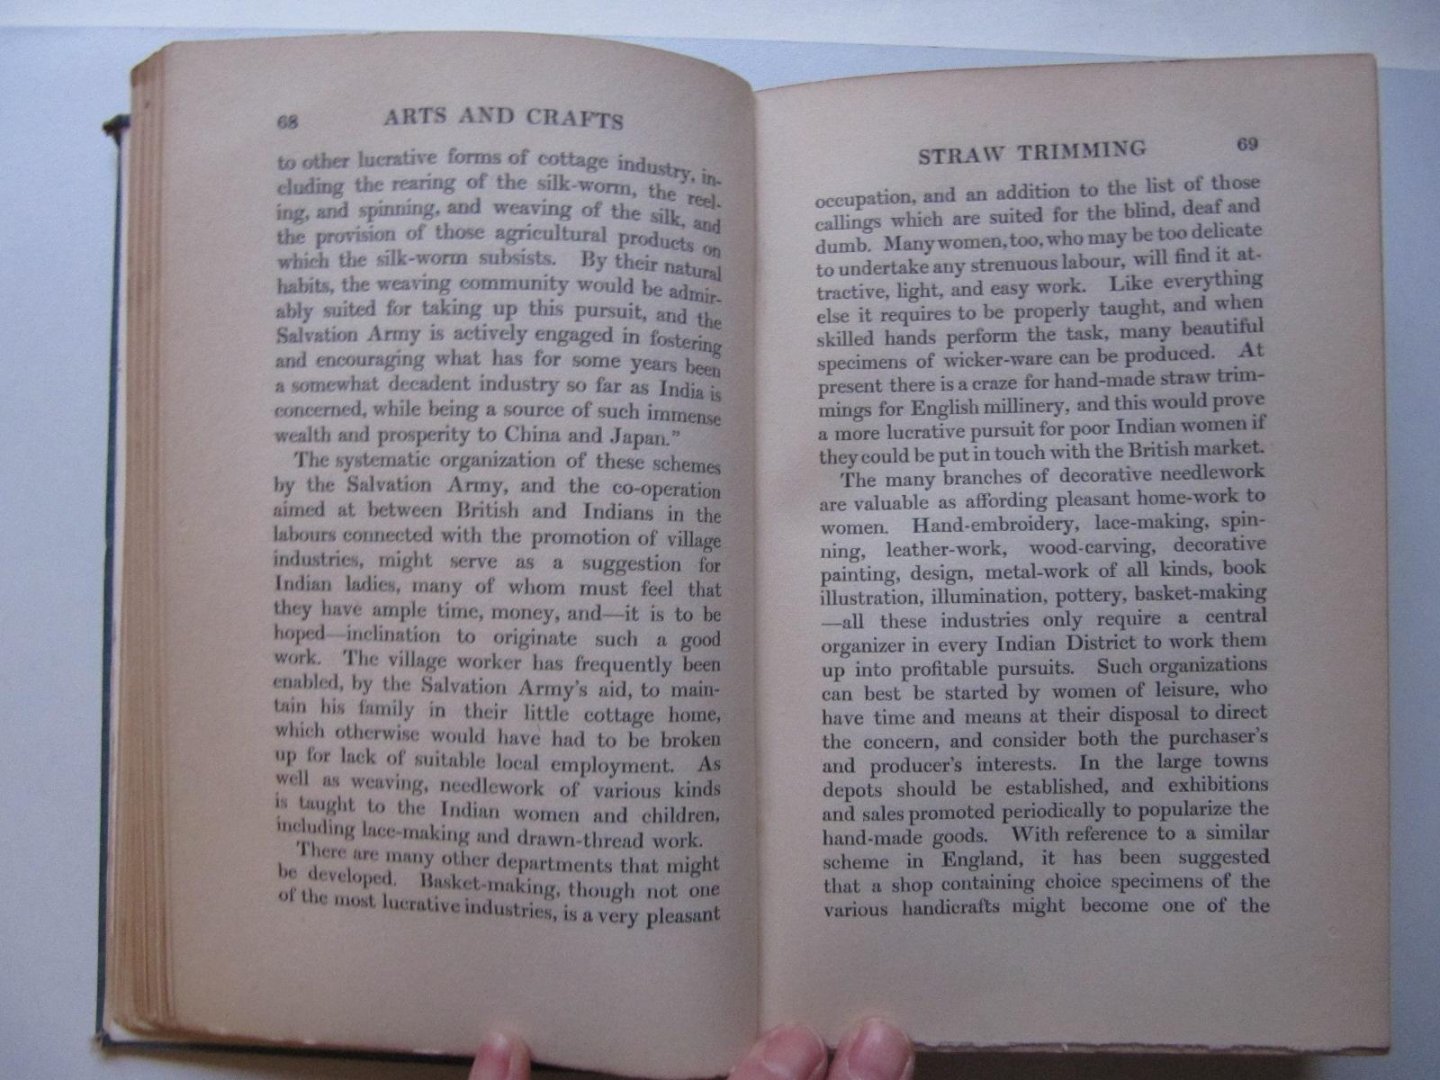 68 ARTS AND CRAFTS
to other lucrative forms of cottage industry, in-
cluding the rearing of the silk-worm, the reel-
ing, and spinning, and weaving of the silk, and
the provision of those agricultural products on
which the silk-worm subsists. By their natural
habits, the weaving community would be admir-
ably suited for taking up this pursuit, and the
Salvation Army is actively engaged in fostering
and encouraging what has for some years been
a somewhat decadent industry so far as India is
concerned, while being a source of such immense
wealth and prosperity to China and Japan."
The systematic organization of these schemes
by the Salvation Army, and the co-operation
aimed at between British and Indians in the
labours connected with the promotion of village
industries, might serve as a suggestion for
Indian ladies, many of whom must feel that
they have ample time, money, and—it is to be
hoped—inclination to originate such a good
work. The village worker has frequently been
enabled, by the Salvation Army's aid, to main-
tain his family in their little cottage home,
which otherwise would have had to be broken
up for lack of suitable local employment. As
well as weaving, needlework of various kinds
is taught to the Indian women and children,
including lace-making and drawn-thread work.
There are many other departments that might
be developed. Basket-making, though not one
of the most lucrative industries, is a very pleasant
STRAW TRIMMING 69
occupation, and an addition to the list of those
callings which are suited for the blind, deaf and
dumb. Many women, too, who may be too delicate
to undertake any strenuous labour, will find it at-
tractive, light, and easy work. Like everything
else it requires to be properly taught, and when
skilled hands perform the task, many beautiful
specimens of wicker-ware can be produced. At
present there is a craze for hand-made straw trim-
mings for English millinery, and this would prove
a more lucrative pursuit for poor Indian women if
they could be put in touch with the British market.
The many branches of decorative needlework
are valuable as affording pleasant home-work to
women. Hand-embroidery, lace-making, spin-
ning, leather-work, wood-carving, decorative
painting, design, metal-work of all kinds, book
illustration, illumination, pottery, basket-making
—all these industries only require a central
organizer in every Indian District to work them
up into profitable pursuits. Such organizations
can best be started by women of leisure, who
have time and means at their disposal to direct
the concern, and consider both the purchaser's
and producer's interests. In the large towns
depots should be established, and exhibitions
and sales promoted periodically to popularize the
hand-made goods. With reference to a similar
scheme in England, it has been suggested
that a shop containing choice specimens of the
various handicrafts might become one of the